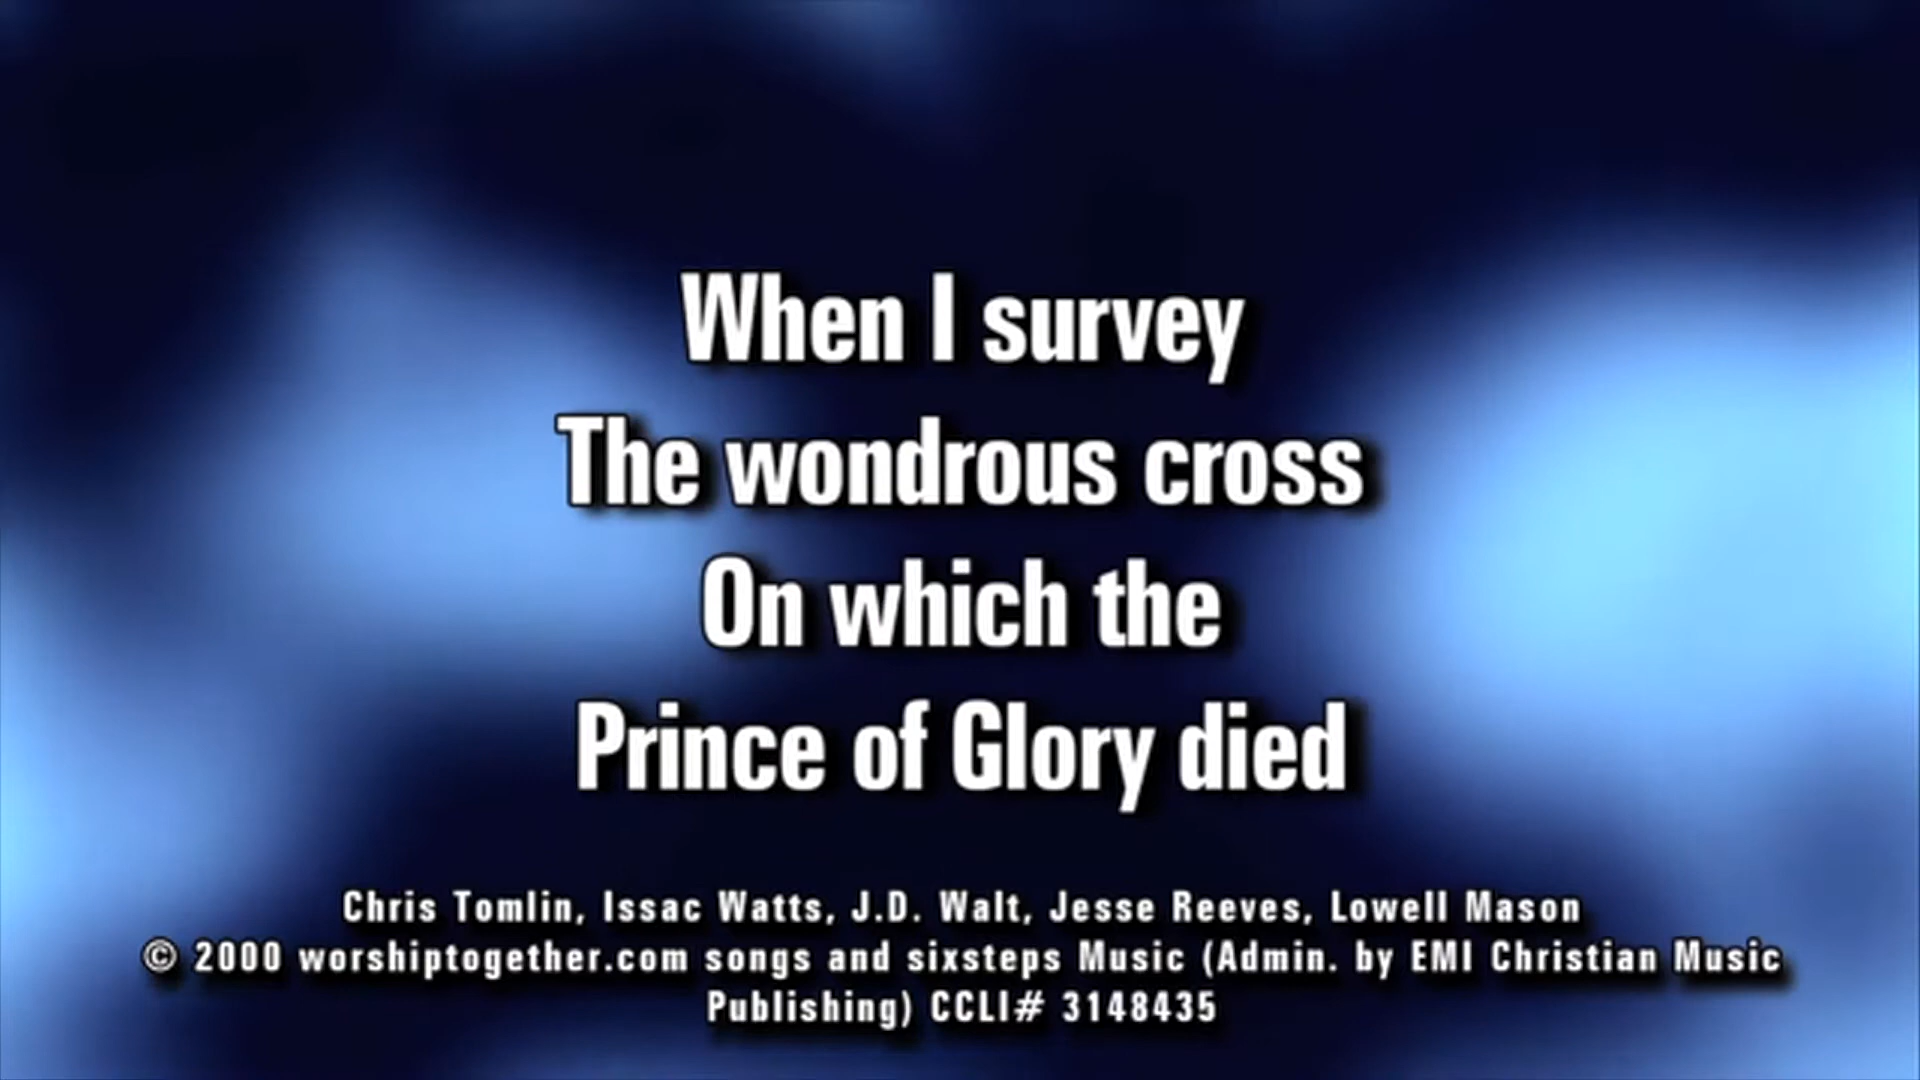 When I survey
The wondrous cross
On which the
Prince of Glory died
Chris Tomlin, Issac Watts, J.D. Walt, Jesse Reeves, Lowell Mason
© 2000 worshiptogether.com songs and sixsteps Music (Admin. by EMI Christian Music
Publishing) CCLI# 3148435